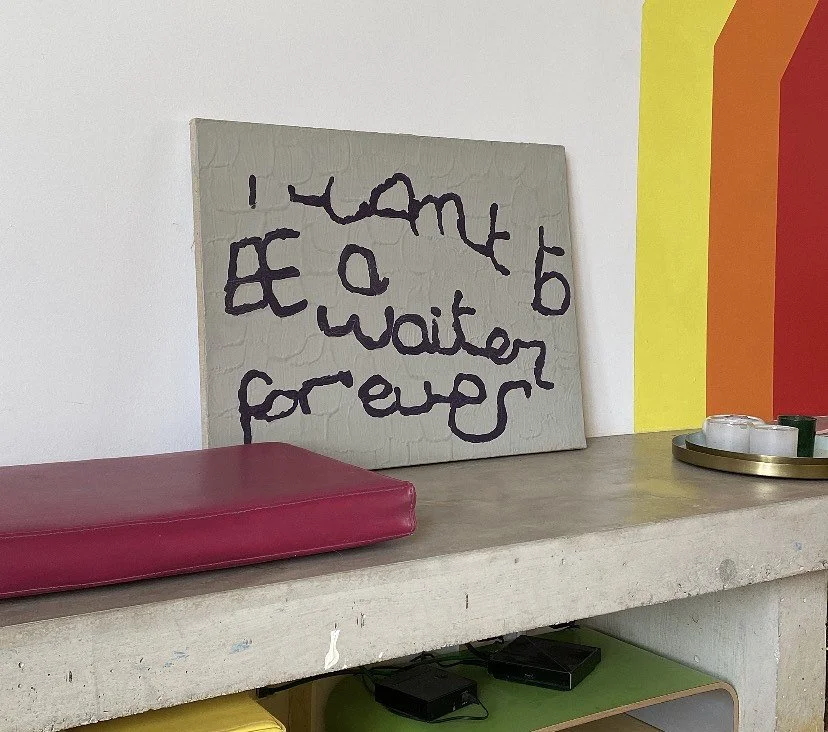 I want to
BE a
waiter
forever